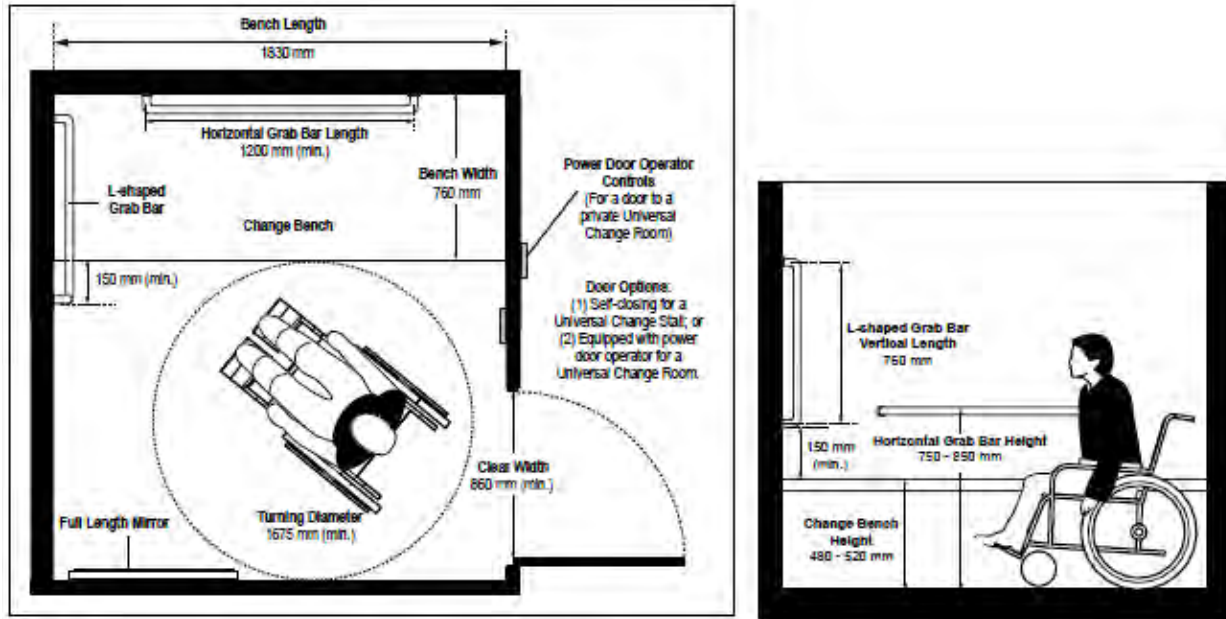 Bench Length
1830 mm
Horizontal Grab Bar Length
1200 mm (min.)
Bench Width
760 mm
L-shaped
Grab Bar
Change Bench
150 mm (min.)
Power Door Operator
Controls
(For a door to a
private Universal
Change Room)
Door Options:
(1) Self-closing for a
Universal Change Stall; or
(2) Equipped with power
door operator for a
Universal Change Room.
Clear Width
860 mm (min.)
Full Length Mirror
Turning Diameter
1675 mm (min.)
L-shaped Grab Bar
Vertical Length
760 mm
150 mm
(min.)
Horizontal Grab Bar Height
750 - 850 mm
Change Bench
Height
480 - 520 mm